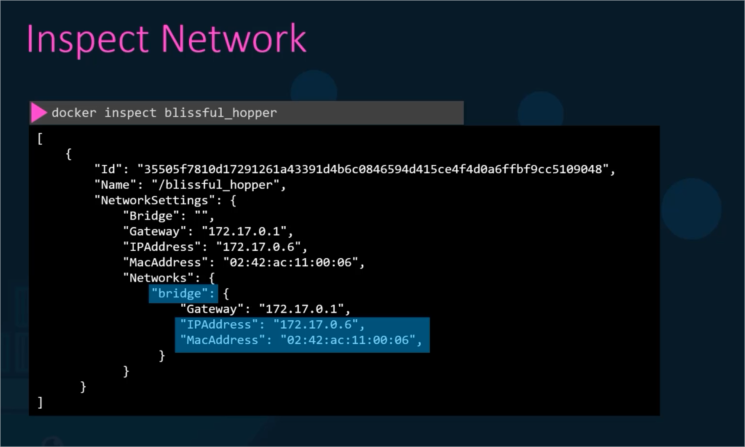 Inspect Network
docker inspect blissful_hopper
[
{
"Id": "35505f7810d17291261a43391d4b6c0846594d415ce4f4d0a6ffbf9cc5109048",
"Name": "/blissful_hopper",
"NetworkSettings": {
"Bridge": "",
"Gateway": "172.17.0.1",
"IPAddress": "172.17.0.6",
"MacAddress": "02:42:ac:11:00:06",
"Networks": {
"bridge": {
"Gateway": "172.17.0.1",
"IPAddress": "172.17.0.6",
"MacAddress": "02:42:ac:11:00:06",
}
}
}
]